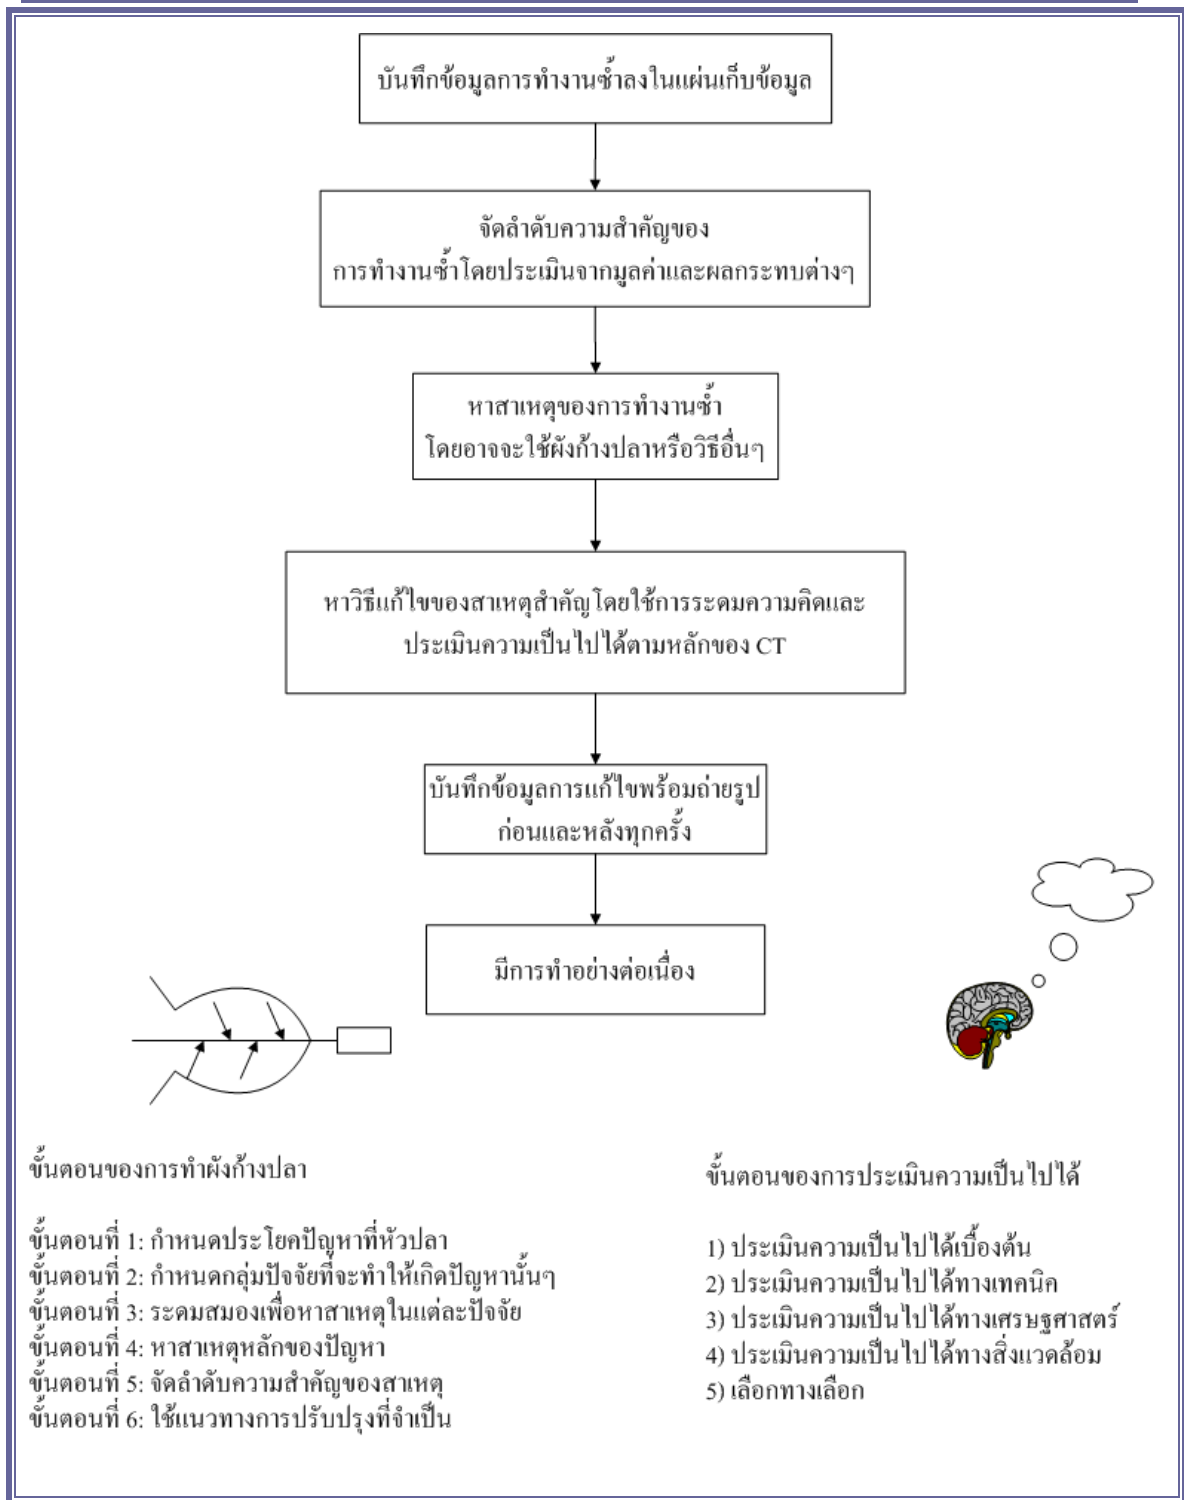 บันทึกข้อมูลการทำงานซ้ำลงในแผ่นเก็บข้อมูล
จัดลำดับความสำคัญของ
การทำงานซ้ำโดยประเมินจากมูลค่าและผลกระทบต่างๆ
หาสาเหตุของการทำงานซ้ำ
โดยอาจจะใช้ผังก้างปลาหรือวิธีอื่นๆ
หาวิธีแก้ไขของสาเหตุสำคัญโดยใช้การระดมความคิดและ
ประเมินความเป็นไปได้ตามหลักของ CT
บันทึกข้อมูลการแก้ไขพร้อมถ่ายรูป
ก่อนและหลังทุกครั้ง
มีการทำอย่างต่อเนื่อง
ขั้นตอนของการทำผังก้างปลา
ขั้นตอนที่ 1: กำหนดประโยคปัญหาที่หัวปลา
ขั้นตอนที่ 2: กำหนดกลุ่มปัจจัยที่จะทำให้เกิดปัญหานั้นๆ
ขั้นตอนที่ 3: ระดมสมองเพื่อหาสาเหตุในแต่ละปัจจัย
ขั้นตอนที่ 4: หาสาเหตุหลักของปัญหา
ขั้นตอนที่ 5: จัดลำดับความสำคัญของสาเหตุ
ขั้นตอนที่ 6: ใช้แนวทางการปรับปรุงที่จำเป็น
ขั้นตอนของการประเมินความเป็นไปได้
1) ประเมินความเป็นไปได้เบื้องต้น
2) ประเมินความเป็นไปได้ทางเทคนิค
3) ประเมินความเป็นไปได้ทางเศรษฐศาสตร์
4) ประเมินความเป็นไปได้ทางสิ่งแวดล้อม
5) เลือกทางเลือก